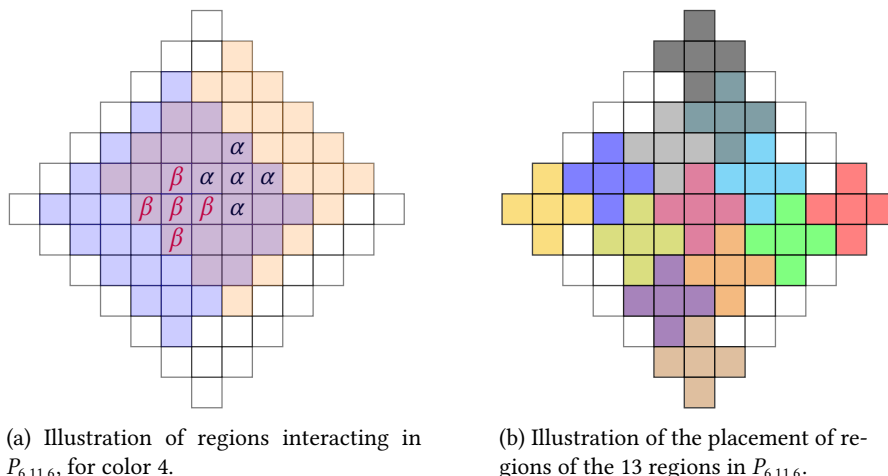 α
β α α α
β β β α
β
(a) Illustration of regions interacting in
P6,11,6, for color 4.
(b) Illustration of the placement of re-
gions of the 13 regions in P6,11,6.